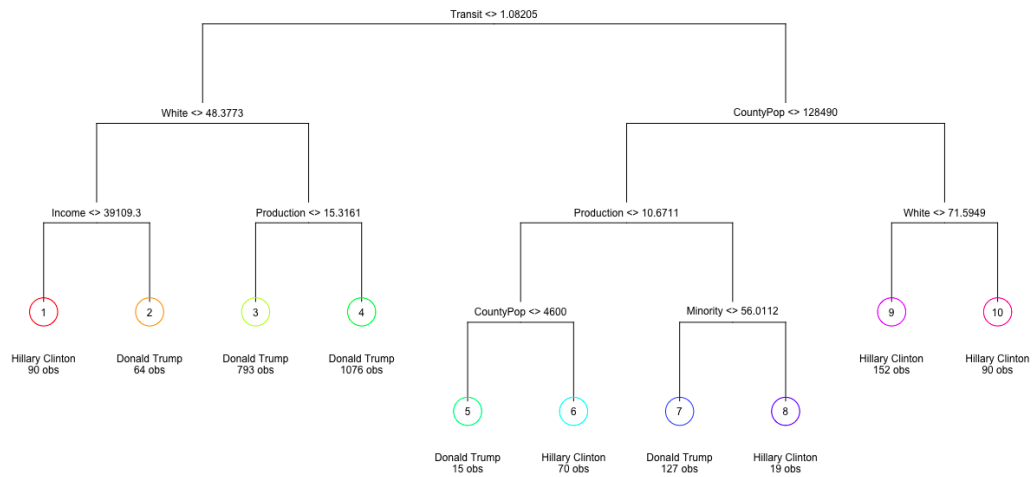 Transit <> 1.08205
White <> 48.3773
CountyPop <> 128490
Income <> 39109.3
Production <> 15.3161
Production <> 10.6711
White <> 71.5949
1
2
3
4
CountyPop <> 4600
Minority <> 56.0112
9
10
Hillary Clinton
90 obs
Donald Trump
64 obs
Donald Trump
793 obs
Donald Trump
1076 obs
Hillary Clinton
152 obs
Hillary Clinton
90 obs
5
6
7
8
Donald Trump
15 obs
Hillary Clinton
70 obs
Donald Trump
127 obs
Hillary Clinton
19 obs